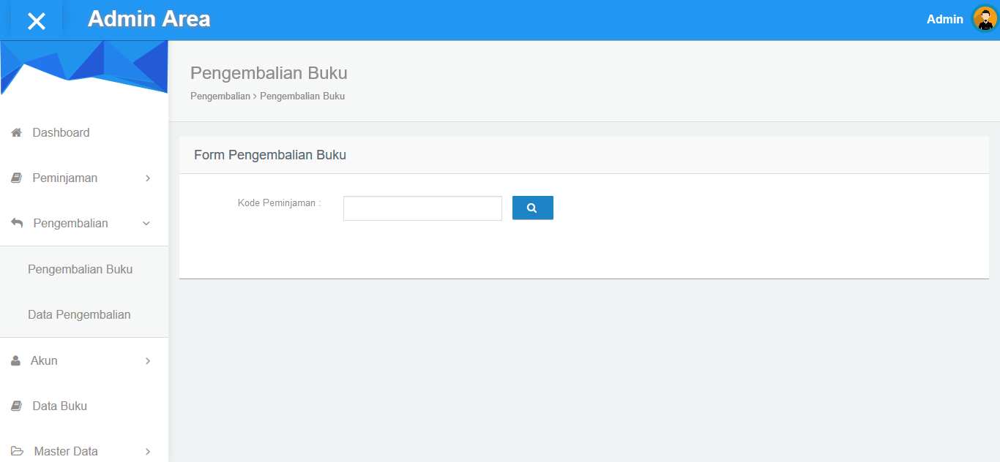 Admin Area
Admin
Pengembalian Buku
Pengembalian > Pengembalian Buku
Dashboard
Peminjaman
Pengembalian
Pengembalian Buku
Data Pengembalian
Akun
Data Buku
Master Data
Form Pengembalian Buku
Kode Peminjaman :